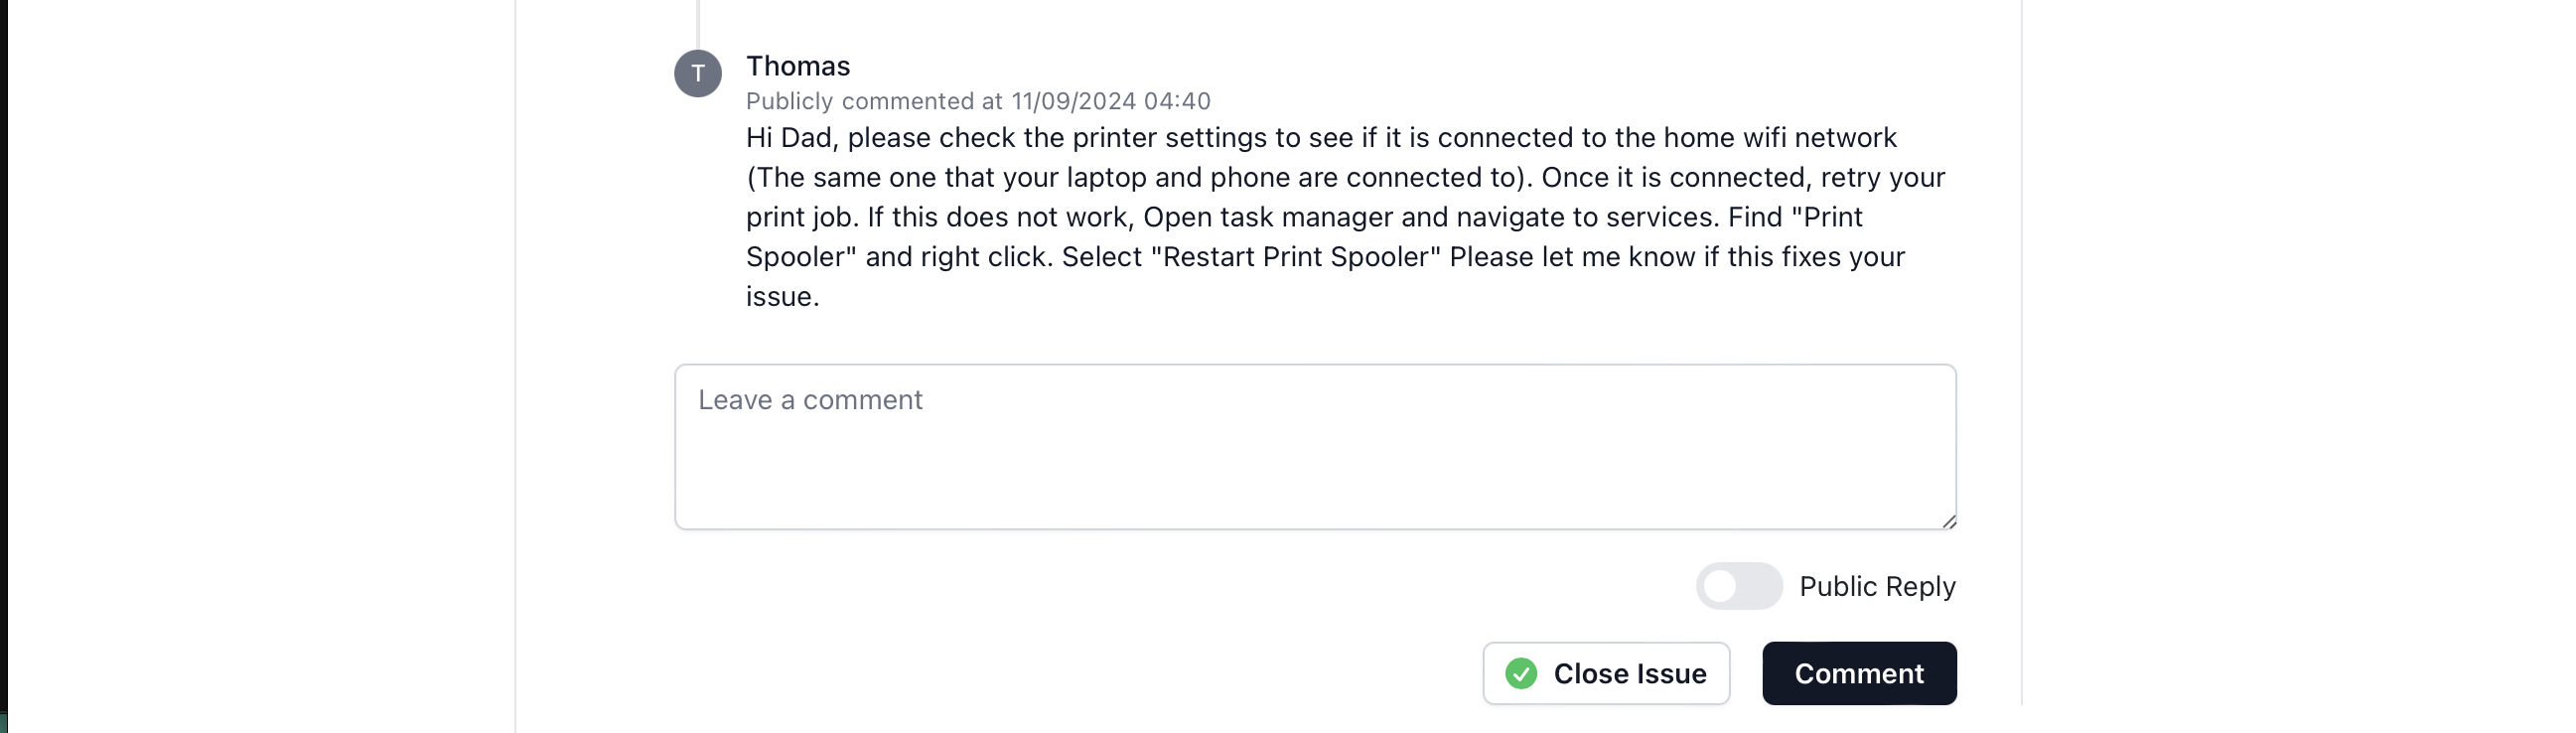 T
Thomas
Publicly commented at 11/09/2024 04:40
Hi Dad, please check the printer settings to see if it is connected to the home wifi network
(The same one that your laptop and phone are connected to). Once it is connected, retry your
print job. If this does not work, Open task manager and navigate to services. Find "Print
Spooler" and right click. Select "Restart Print Spooler" Please let me know if this fixes your
issue.
Leave a comment
Public Reply
Close Issue
Comment